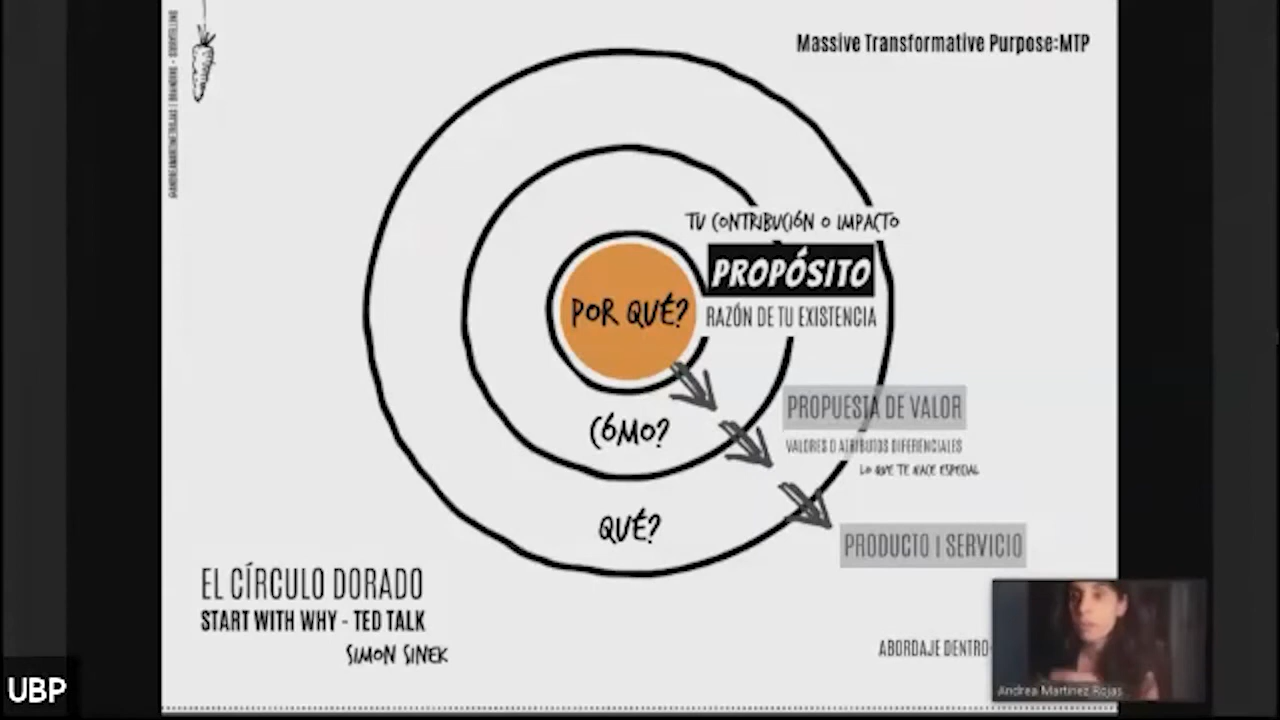 Massive Transformative Purpose:MTP
TU CONTRIBUCIÓN O IMPACTO
PROPÓSITO
RAZÓN DE TU EXISTENCIA
POR QUÉ?
CÓMO?
QUÉ?
PROPUESTA DE VALOR
VALORES O ATRIBUTOS DIFERENCIALES
LO QUE TE HACE ESPECIAL
PRODUCTO | SERVICIO
EL CÍRCULO DORADO
START WITH WHY - TED TALK
SIMON SINEK
ABORDAJE DENTRO
UBP
Andrea Martinez Rojas